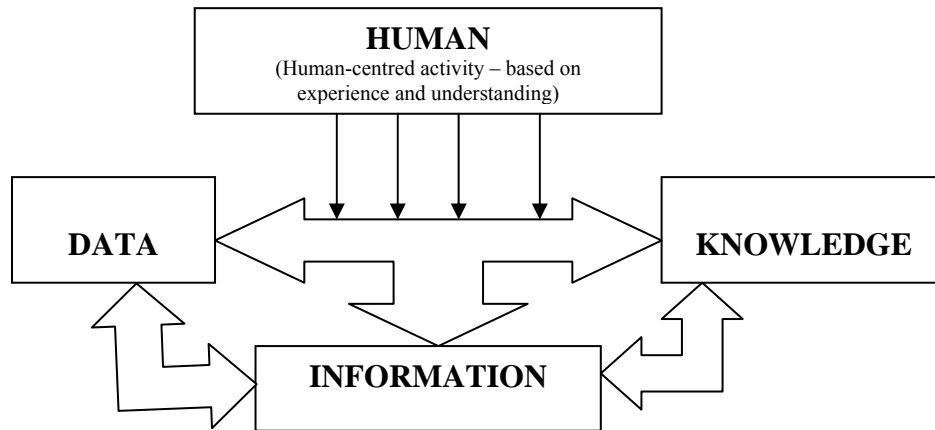 HUMAN
(Human-centred activity – based on
experience and understanding)
DATA
KNOWLEDGE
INFORMATION